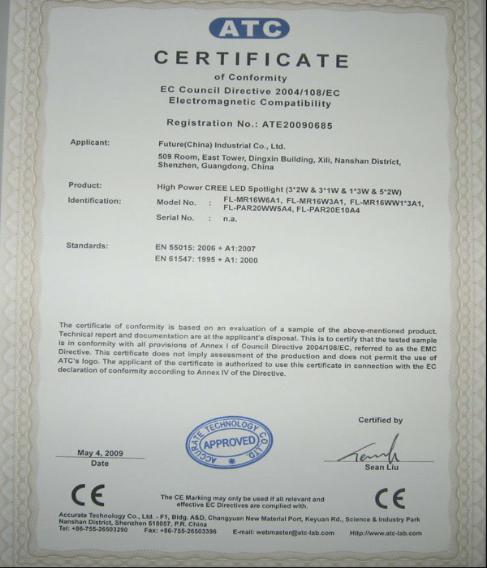 ATC
CERTIFICATE
of Conformity
EC Council Directive 2004/108/EC
Electromagnetic Compatibility
Registration No.: ATE20090685
Applicant: Future(China) Industrial Co., Ltd.
509 Room, East Tower, Dingxin Building, Xili, Nanshan District,
Shenzhen, Guangdong, China
Product: High Power CREE LED Spotlight (3*2W & 3*1W & 1*3W & 5*2W)
Identification: Model No. : FL-MR16W6A1, FL-MR16W3A1, FL-MR16WW1*3A1,
FL-PAR20WW5A4, FL-PAR20E10A4
Serial No. : n.a.
Standards: EN 55015: 2006 + A1:2007
EN 61547: 1995 + A1: 2000
The certificate of conformity is based on an evaluation of a sample of the above-mentioned product.
Technical report and documentation are at the applicant's disposal. This is to certify that the tested sample
is in conformity with all provisions of Annex I of Council Directive 2004/108/EC, referred to as the EMC
Directive. This certificate does not imply assessment of the production and does not permit the use of
ATC's logo. The applicant of the certificate is authorized to use this certificate in connection with the EC
declaration of conformity according to Annex IV of the Directive.
Certified by
ACCURATE TECHNOLOGY CO. LTD
APPROVED
May 4, 2009
Date
Sean Liu
CE
The CE Marking may only be used if all relevant and
effective EC Directives are complied with.
CE
Accurate Technology Co., Ltd. - F1, Bldg. A&D, Changyuan New Material Port, Keyuan Rd., Science & Industry Park
Nanshan District, Shenzhen 518057, P.R. China
Tel: +86-755-26503290 Fax: +86-755-26503396 E-mail: webmaster@atc-lab.com Http://www.atc-lab.com